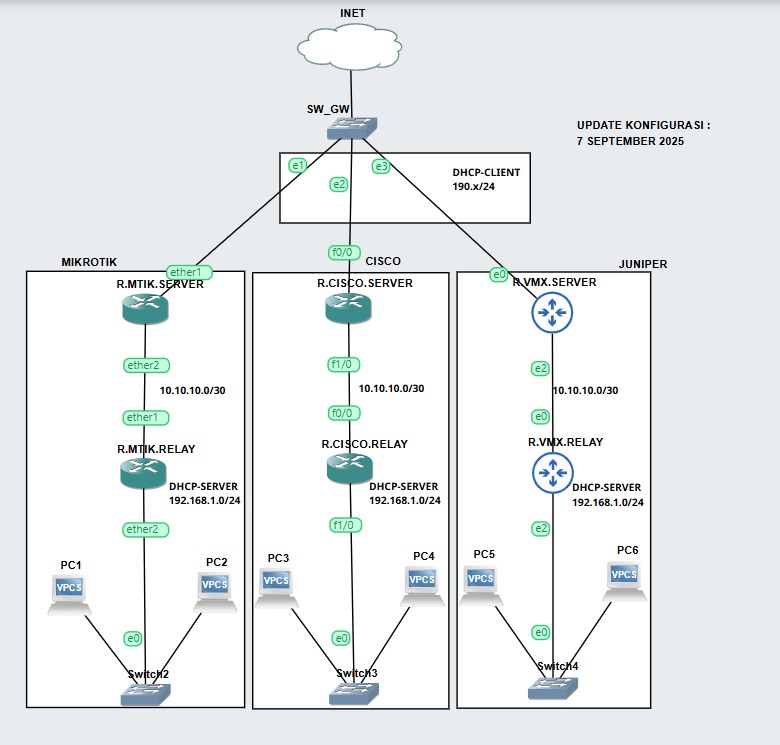 INET
SW_GW
UPDATE KONFIGURASI :
7 SEPTEMBER 2025
e1
e2
e3
DHCP-CLIENT
190.x/24
MIKROTIK
ether1
R.MTIK.SERVER
ether2
10.10.10.0/30
ether1
R.MTIK.RELAY
DHCP-SERVER
192.168.1.0/24
ether2
PC1
VPCS
PC2
VPCS
e0
Switch2
f0/0
CISCO
R.CISCO.SERVER
f1/0
10.10.10.0/30
f0/0
R.CISCO.RELAY
DHCP-SERVER
192.168.1.0/24
f1/0
PC3
VPCS
PC4
VPCS
e0
Switch3
JUNIPER
e0
R.VMX.SERVER
e2
10.10.10.0/30
e0
R.VMX.RELAY
DHCP-SERVER
192.168.1.0/24
e2
PC5
VPCS
PC6
VPCS
e0
Switch4